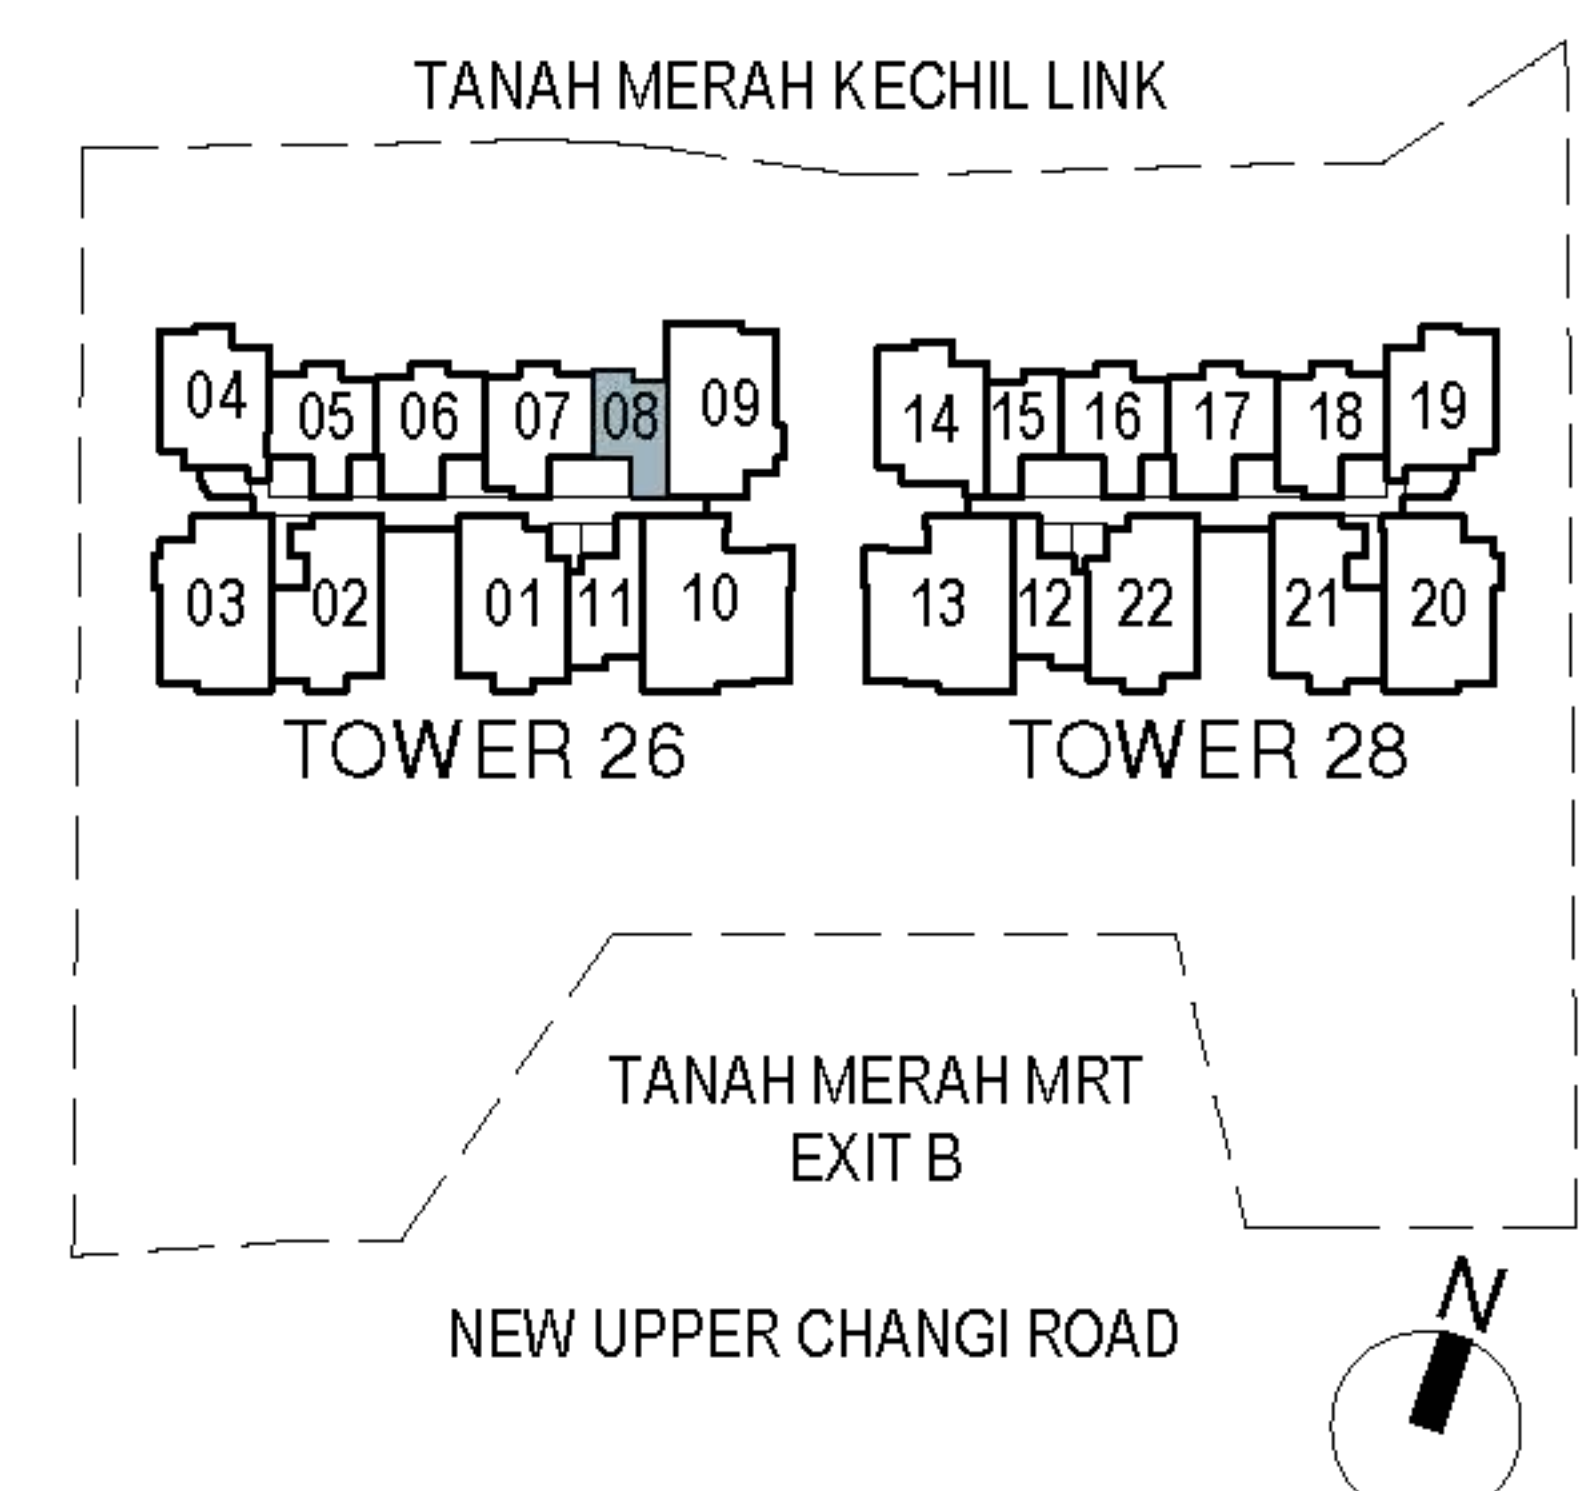 TANAH MERAH KECHIL LINK
04 05 06 07 08 09 14 15 16 17 18 19
03 02 01 11 10 13 12 22 21 20
TOWER 26 TOWER 28
TANAH MERAH MRT
EXIT B
NEW UPPER CHANGI ROAD
N